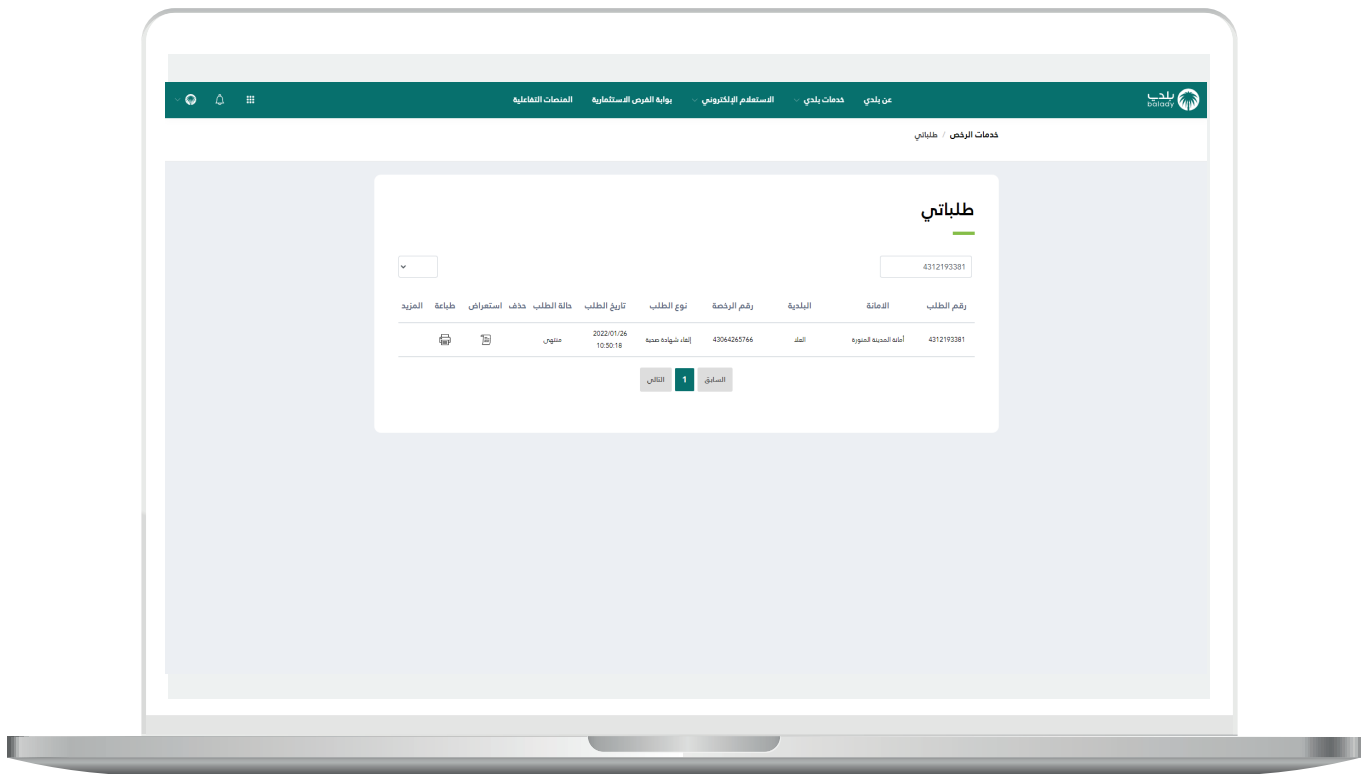 بلدي
balady
عن بلدي
خدمات بلدي
الاستعلام الإلكتروني
بوابة الفرص الاستثمارية
المنصات التفاعلية
خدمات الرخص / طلباتي
طلباتي
4312193381
رقم الطلب الامانة البلدية رقم الرخصة نوع الطلب تاريخ الطلب حالة الطلب حذف استعراض طباعة المزيد
4312193381 أمانة المدينة المنورة العلا 43064265766 إلغاء شهادة صحية 2022/01/26 10:50:18 منتهي
السابق 1 التالي